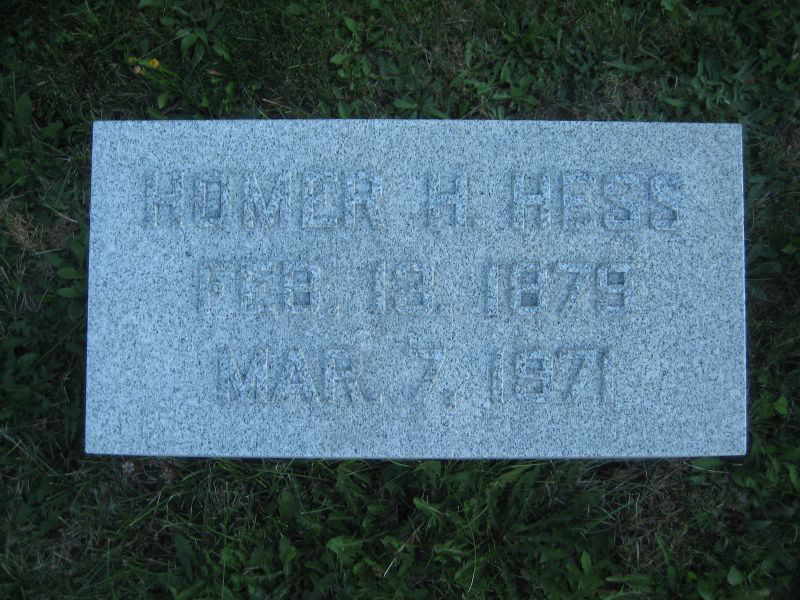 HOMER H. HESS
FEB. 13, 1879
MAR. 7, 1971